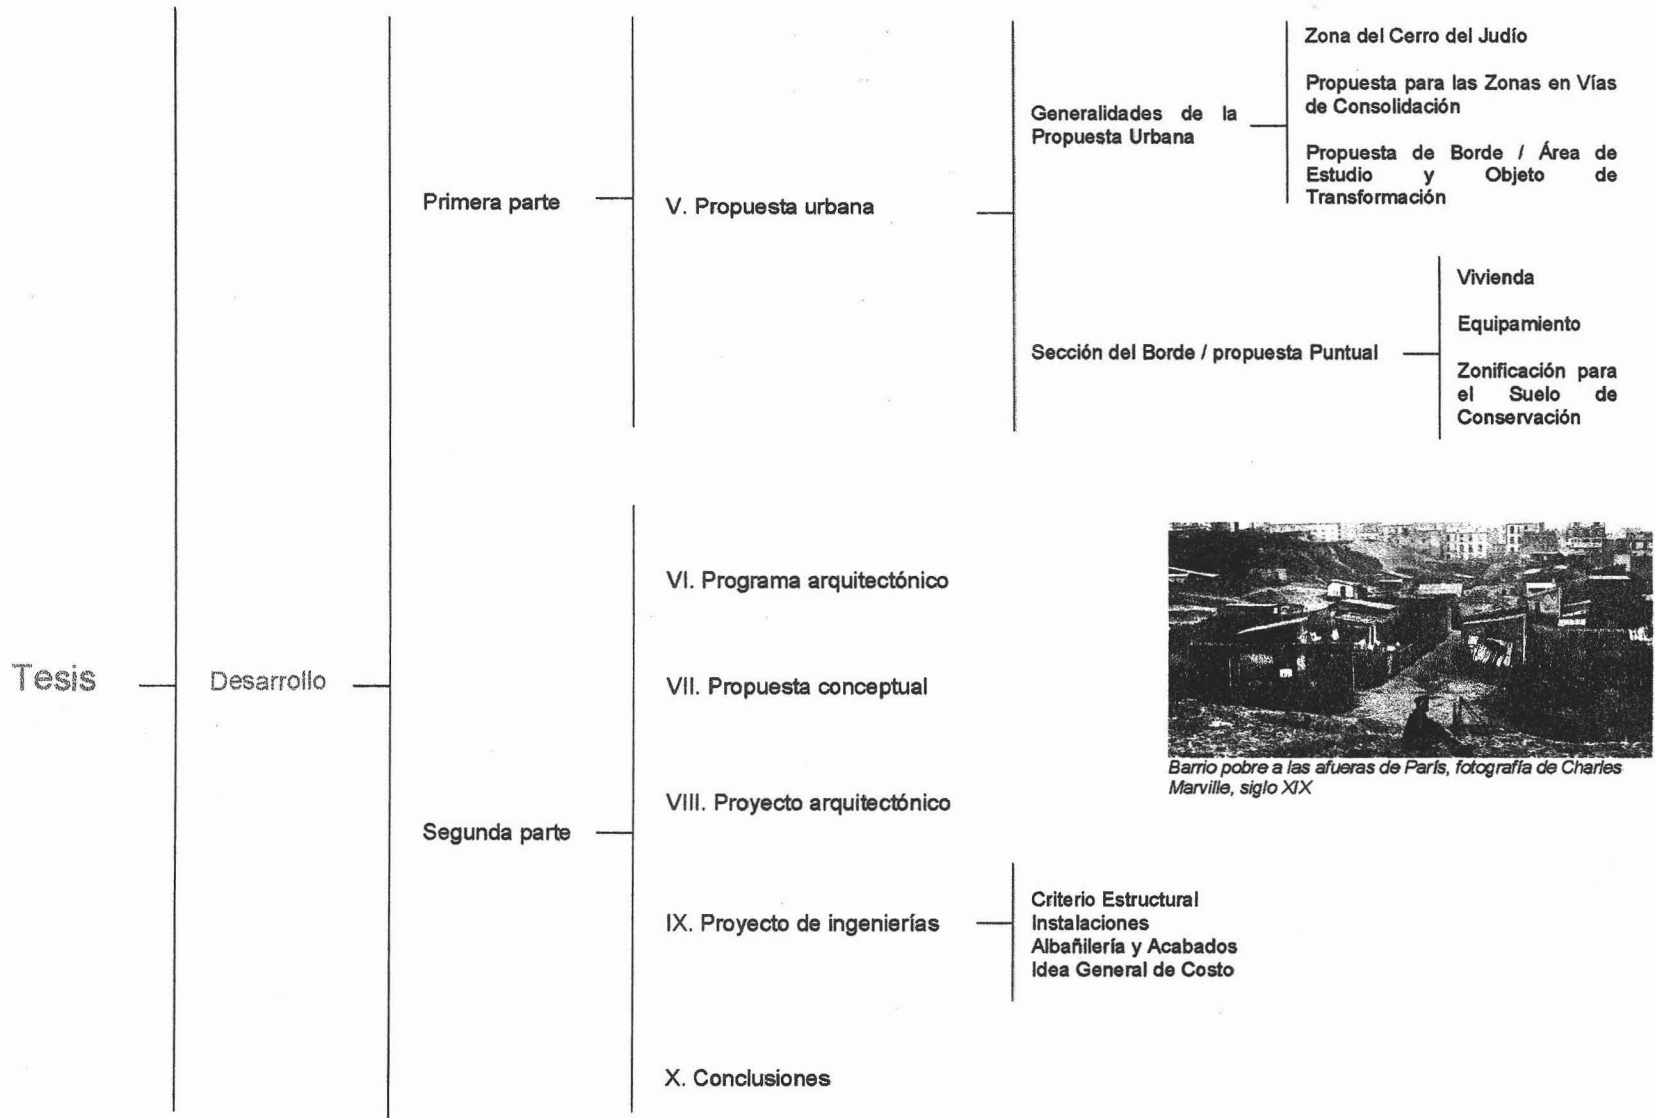 Tesis
Desarrollo
Primera parte
V. Propuesta urbana
Generalidades de la
Propuesta Urbana
Zona del Cerro del Judío
Propuesta para las Zonas en Vías
de Consolidación
Propuesta de Borde / Área de
Estudio y Objeto de
Transformación
Sección del Borde / propuesta Puntual
Vivienda
Equipamiento
Zonificación para
el Suelo de
Conservación
Segunda parte
VI. Programa arquitectónico
VII. Propuesta conceptual
VIII. Proyecto arquitectónico
IX. Proyecto de ingenierías
Criterio Estructural
Instalaciones
Albañilería y Acabados
Idea General de Costo
X. Conclusiones
Barrio pobre a las afueras de París, fotografía de Charles
Marville, siglo XIX